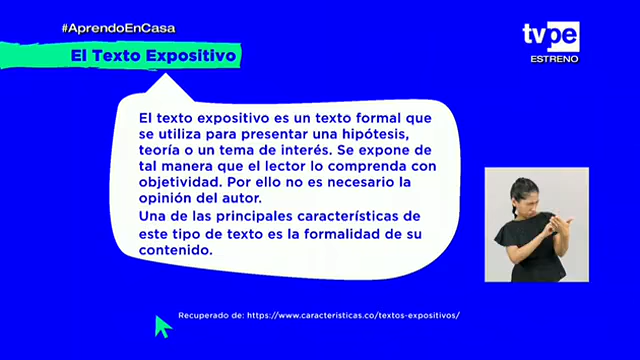 #AprendoEnCasa
tvpe
ESTRENO
El Texto Expositivo
El texto expositivo es un texto formal que
se utiliza para presentar una hipótesis,
teoría o un tema de interés. Se expone de
tal manera que el lector lo comprenda con
objetividad. Por ello no es necesario la
opinión del autor.
Una de las principales características de
este tipo de texto es la formalidad de su
contenido.
Recuperado de: https://www.características.co/textos-expositivos/